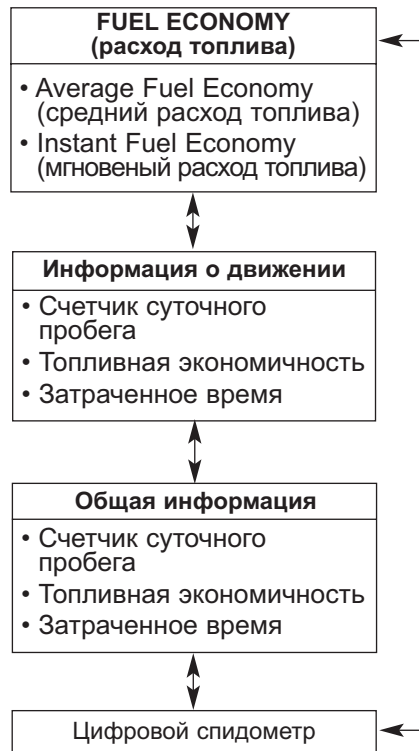 FUEL ECONOMY
(расход топлива)
• Average Fuel Economy
(средний расход топлива)
• Instant Fuel Economy
(мгновеный расход топлива)
Информация о движении
• Счетчик суточного
пробега
• Топливная экономичность
• Затраченное время
Общая информация
• Счетчик суточного
пробега
• Топливная экономичность
• Затраченное время
Цифровой спидометр